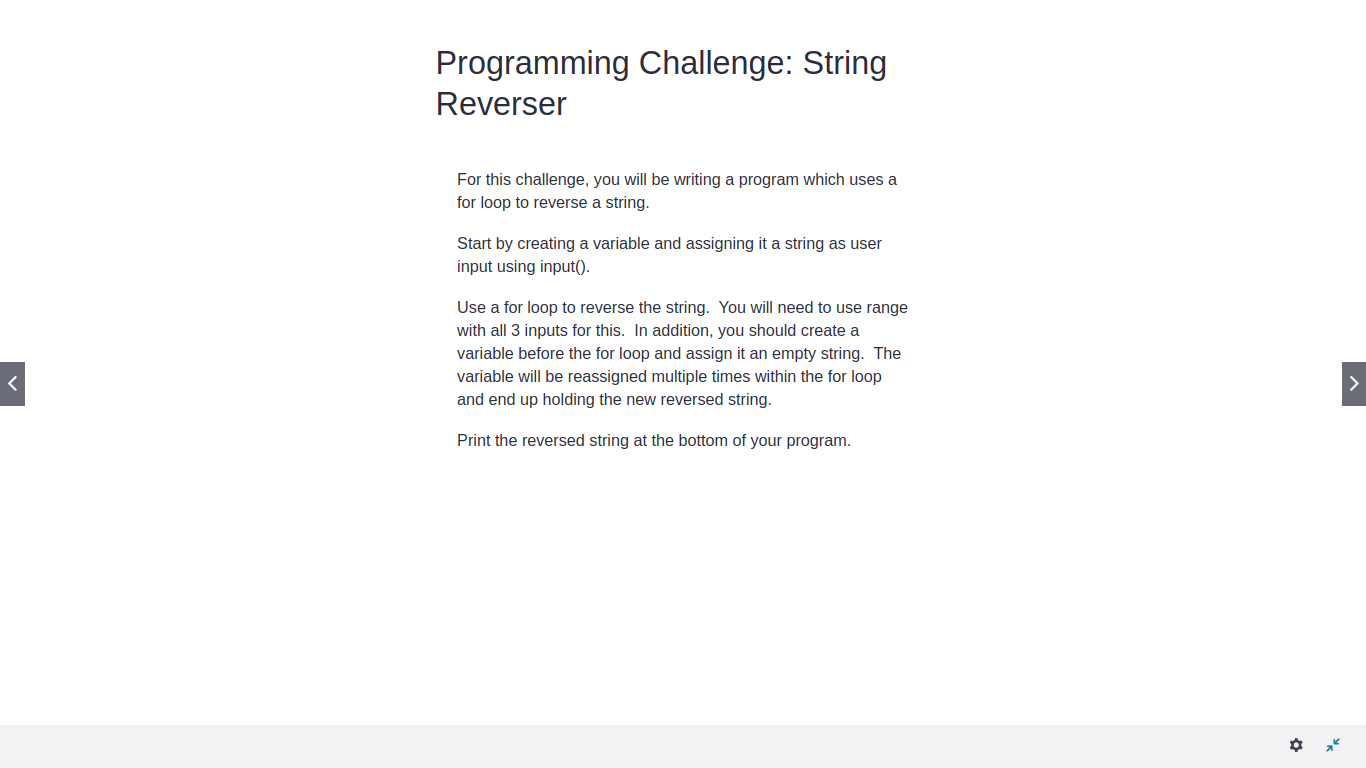 Programming Challenge: String
Reverser
For this challenge, you will be writing a program which uses a
for loop to reverse a string.
Start by creating a variable and assigning it a string as user
input using input().
Use a for loop to reverse the string.  You will need to use range
with all 3 inputs for this.  In addition, you should create a
variable before the for loop and assign it an empty string.  The
variable will be reassigned multiple times within the for loop
and end up holding the new reversed string.
Print the reversed string at the bottom of your program.